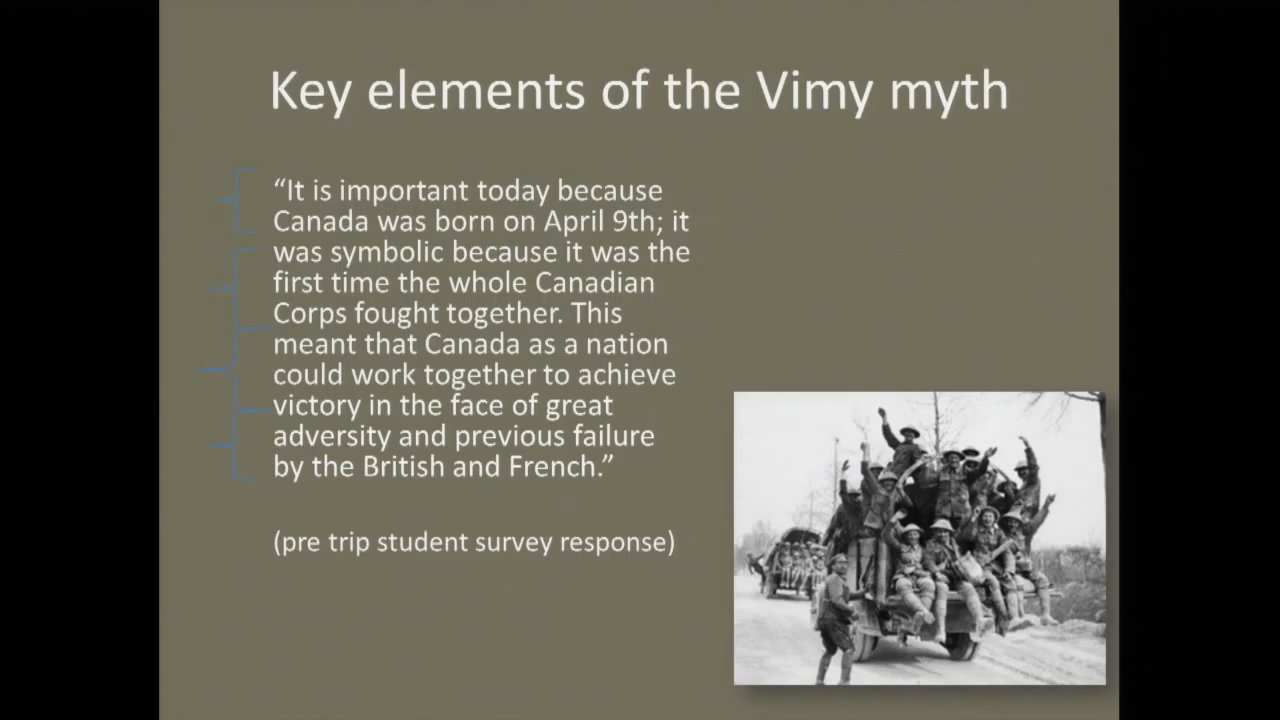 Key elements of the Vimy myth
“It is important today because
Canada was born on April 9th; it
was symbolic because it was the
first time the whole Canadian
Corps fought together. This
meant that Canada as a nation
could work together to achieve
victory in the face of great
adversity and previous failure
by the British and French.”
(pre trip student survey response)